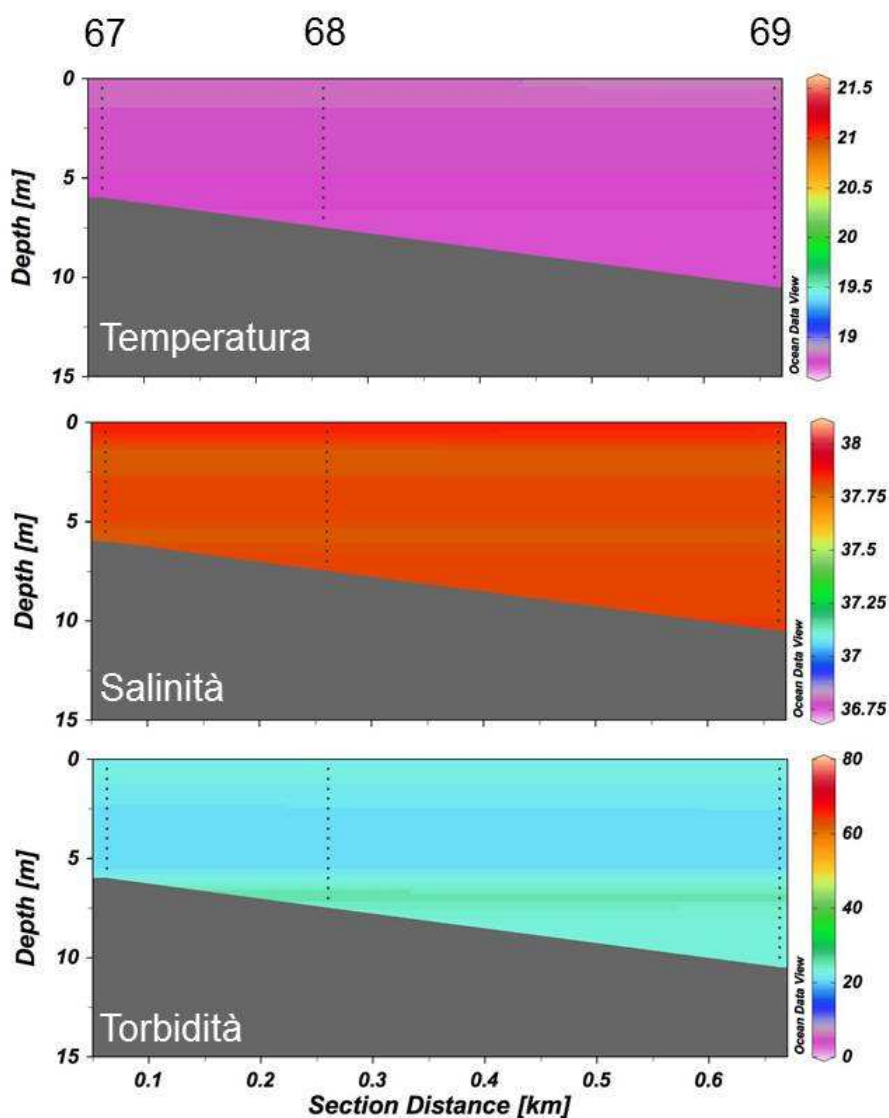 67 68 69
0
5
10
15
Depth [m]
Temperatura
Ocean Data View
21.5
21
20.5
20
19.5
19
0
5
10
15
Depth [m]
Salinità
Ocean Data View
38
37.75
37.5
37.25
37
36.75
0
5
10
15
Depth [m]
Torbidità
Ocean Data View
80
60
40
20
0
0.1 0.2 0.3 0.4 0.5 0.6
Section Distance [km]